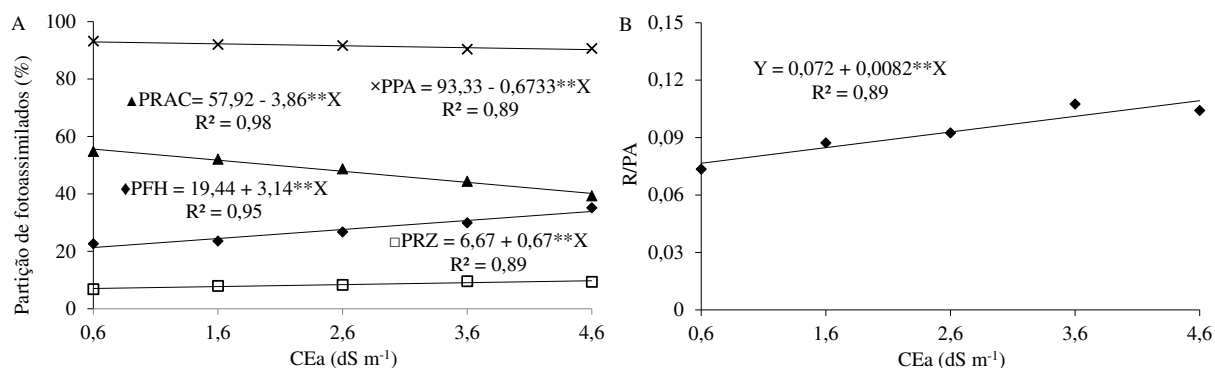 A
Partição de fotoassimilados (%)
100
80
60
40
20
0
×PPA = 93,33 - 0,6733**X
R² = 0,89
▲PRAC= 57,92 - 3,86**X
R² = 0,98
♦PFH = 19,44 + 3,14**X
R² = 0,95
□PRZ = 6,67 + 0,67**X
R² = 0,89
0,6 1,6 2,6 3,6 4,6
CEa (dS m⁻¹)
B
R/PA
0,15
0,12
0,09
0,06
0,03
0
Y = 0,072 + 0,0082**X
R² = 0,89
0,6 1,6 2,6 3,6 4,6
CEa (dS m⁻¹)